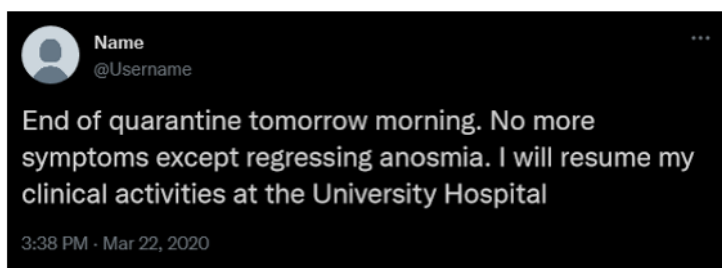 Name
@Username
End of quarantine tomorrow morning. No more
symptoms except regressing anosmia. I will resume my
clinical activities at the University Hospital
3:38 PM · Mar 22, 2020